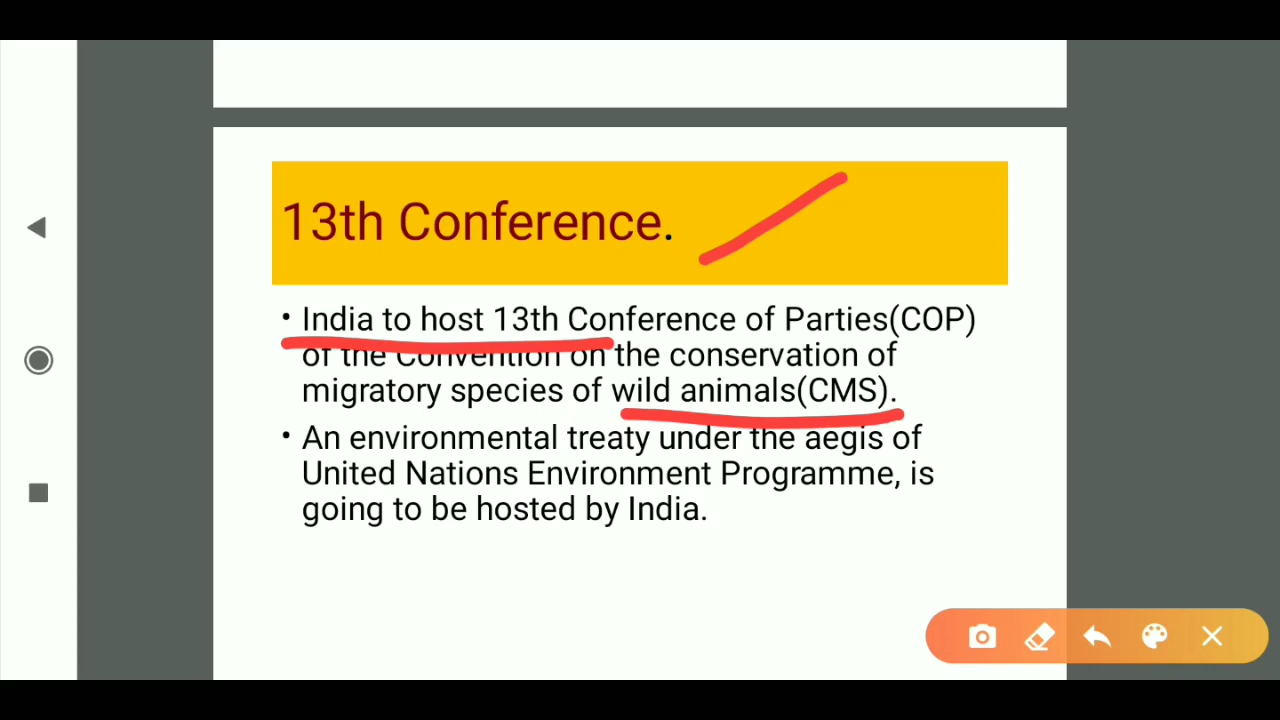 13th Conference.
• India to host 13th Conference of Parties(COP)
of the Convention on the conservation of
migratory species of wild animals(CMS).
• An environmental treaty under the aegis of
United Nations Environment Programme, is
going to be hosted by India.